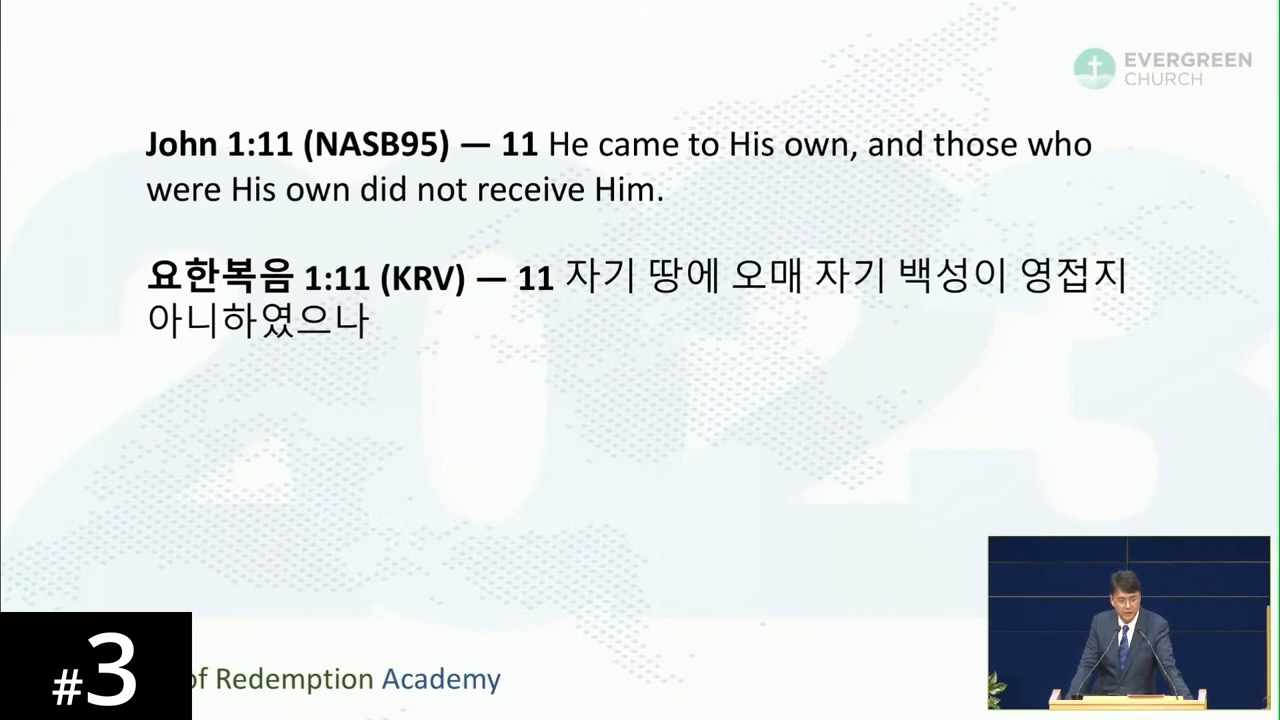 EVERGREEN
CHURCH
John 1:11 (NASB95) — 11 He came to His own, and those who
were His own did not receive Him.
요한복음 1:11 (KRV) — 11 자기 땅에 오매 자기 백성이 영접지
아니하였으나
#3
of Redemption Academy